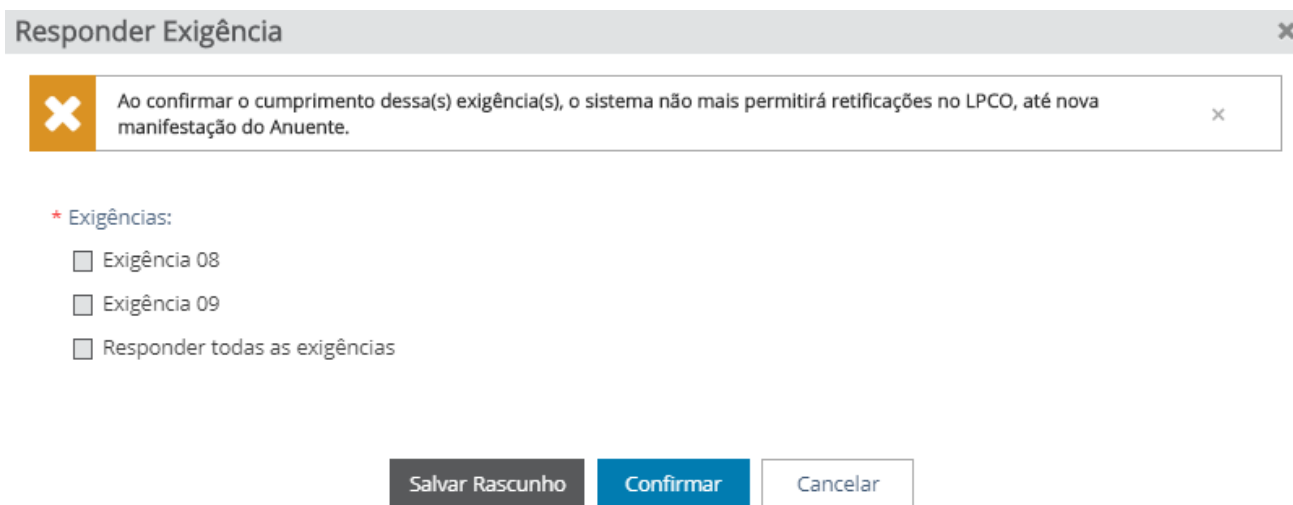 Responder Exigência
Ao confirmar o cumprimento dessa(s) exigência(s), o sistema não mais permitirá retificações no LPCO, até nova
manifestação do Anuente.
* Exigências:
Exigência 08
Exigência 09
Responder todas as exigências
Salvar Rascunho Confirmar Cancelar